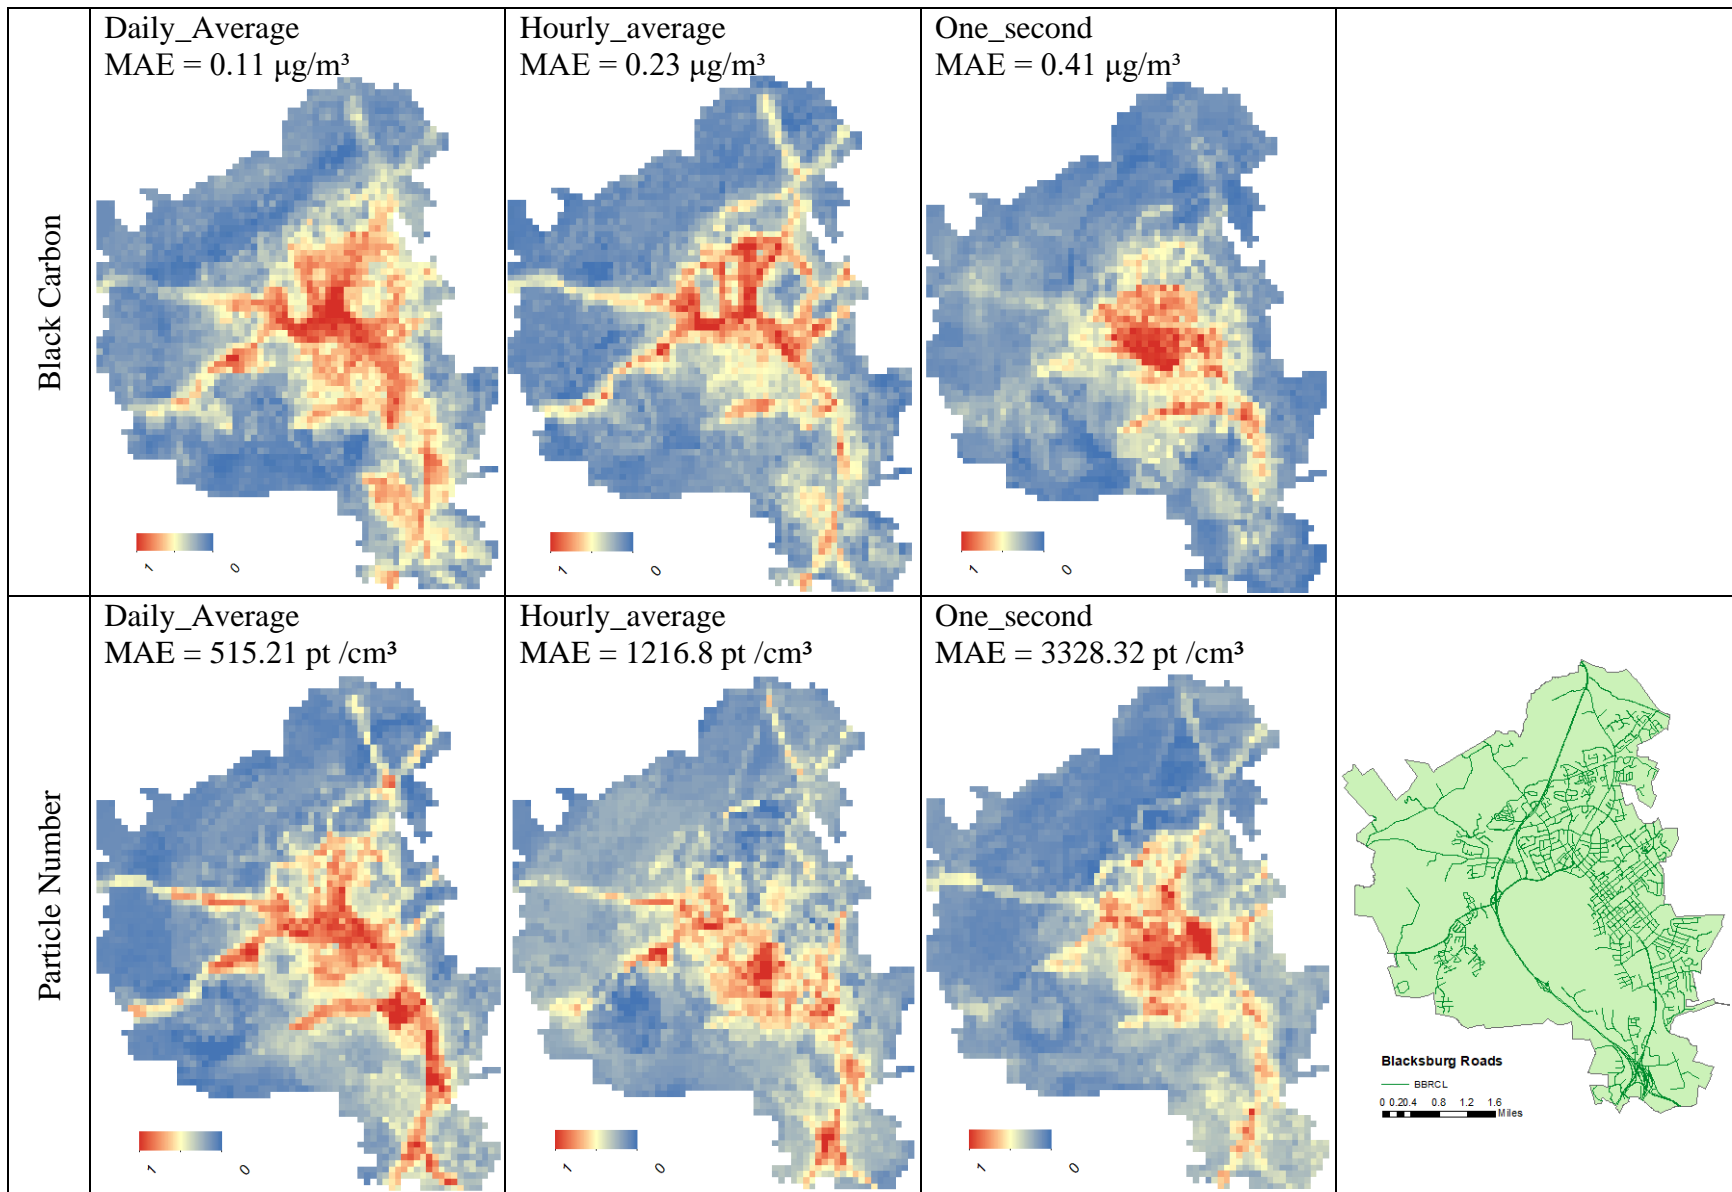 Daily_Average
MAE = 0.11 µg/m³
Hourly_average
MAE = 0.23 µg/m³
One_second
MAE = 0.41 µg/m³
Black Carbon
1 0
1 0
1 0
Daily_Average
MAE = 515.21 pt /cm³
Hourly_average
MAE = 1216.8 pt /cm³
One_second
MAE = 3328.32 pt /cm³
Particle Number
1 0
1 0
1 0
Blacksburg Roads
BBRCL
0 0.20.4 0.8 1.2 1.6
Miles